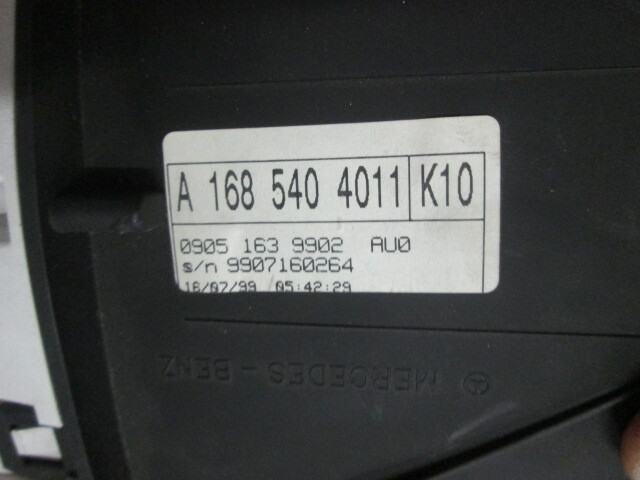 A 168 540 4011 K10
0905 163 9902 AU0
s/n 9907160264
16/07/99 05:42:29
MERCEDES-BENZ